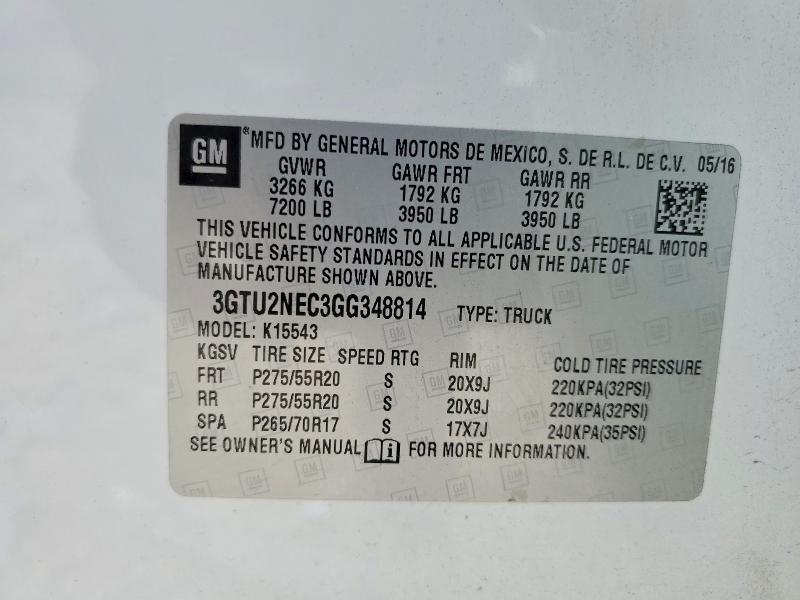 GM ® MFD BY GENERAL MOTORS DE MEXICO, S. DE R.L. DE C.V. 05/16
GVWR GAWR FRT GAWR RR
3266 KG 1792 KG 1792 KG
7200 LB 3950 LB 3950 LB
THIS VEHICLE CONFORMS TO ALL APPLICABLE U.S. FEDERAL MOTOR
VEHICLE SAFETY STANDARDS IN EFFECT ON THE DATE OF
MANUFACTURE SHOWN ABOVE.
3GTU2NEC3GG348814 TYPE: TRUCK
MODEL: K15543
KGSV TIRE SIZE SPEED RTG RIM COLD TIRE PRESSURE
FRT P275/55R20 S 20X9J 220KPA(32PSI)
RR P275/55R20 S 20X9J 220KPA(32PSI)
SPA P265/70R17 S 17X7J 240KPA(35PSI)
SEE OWNER'S MANUAL i FOR MORE INFORMATION.